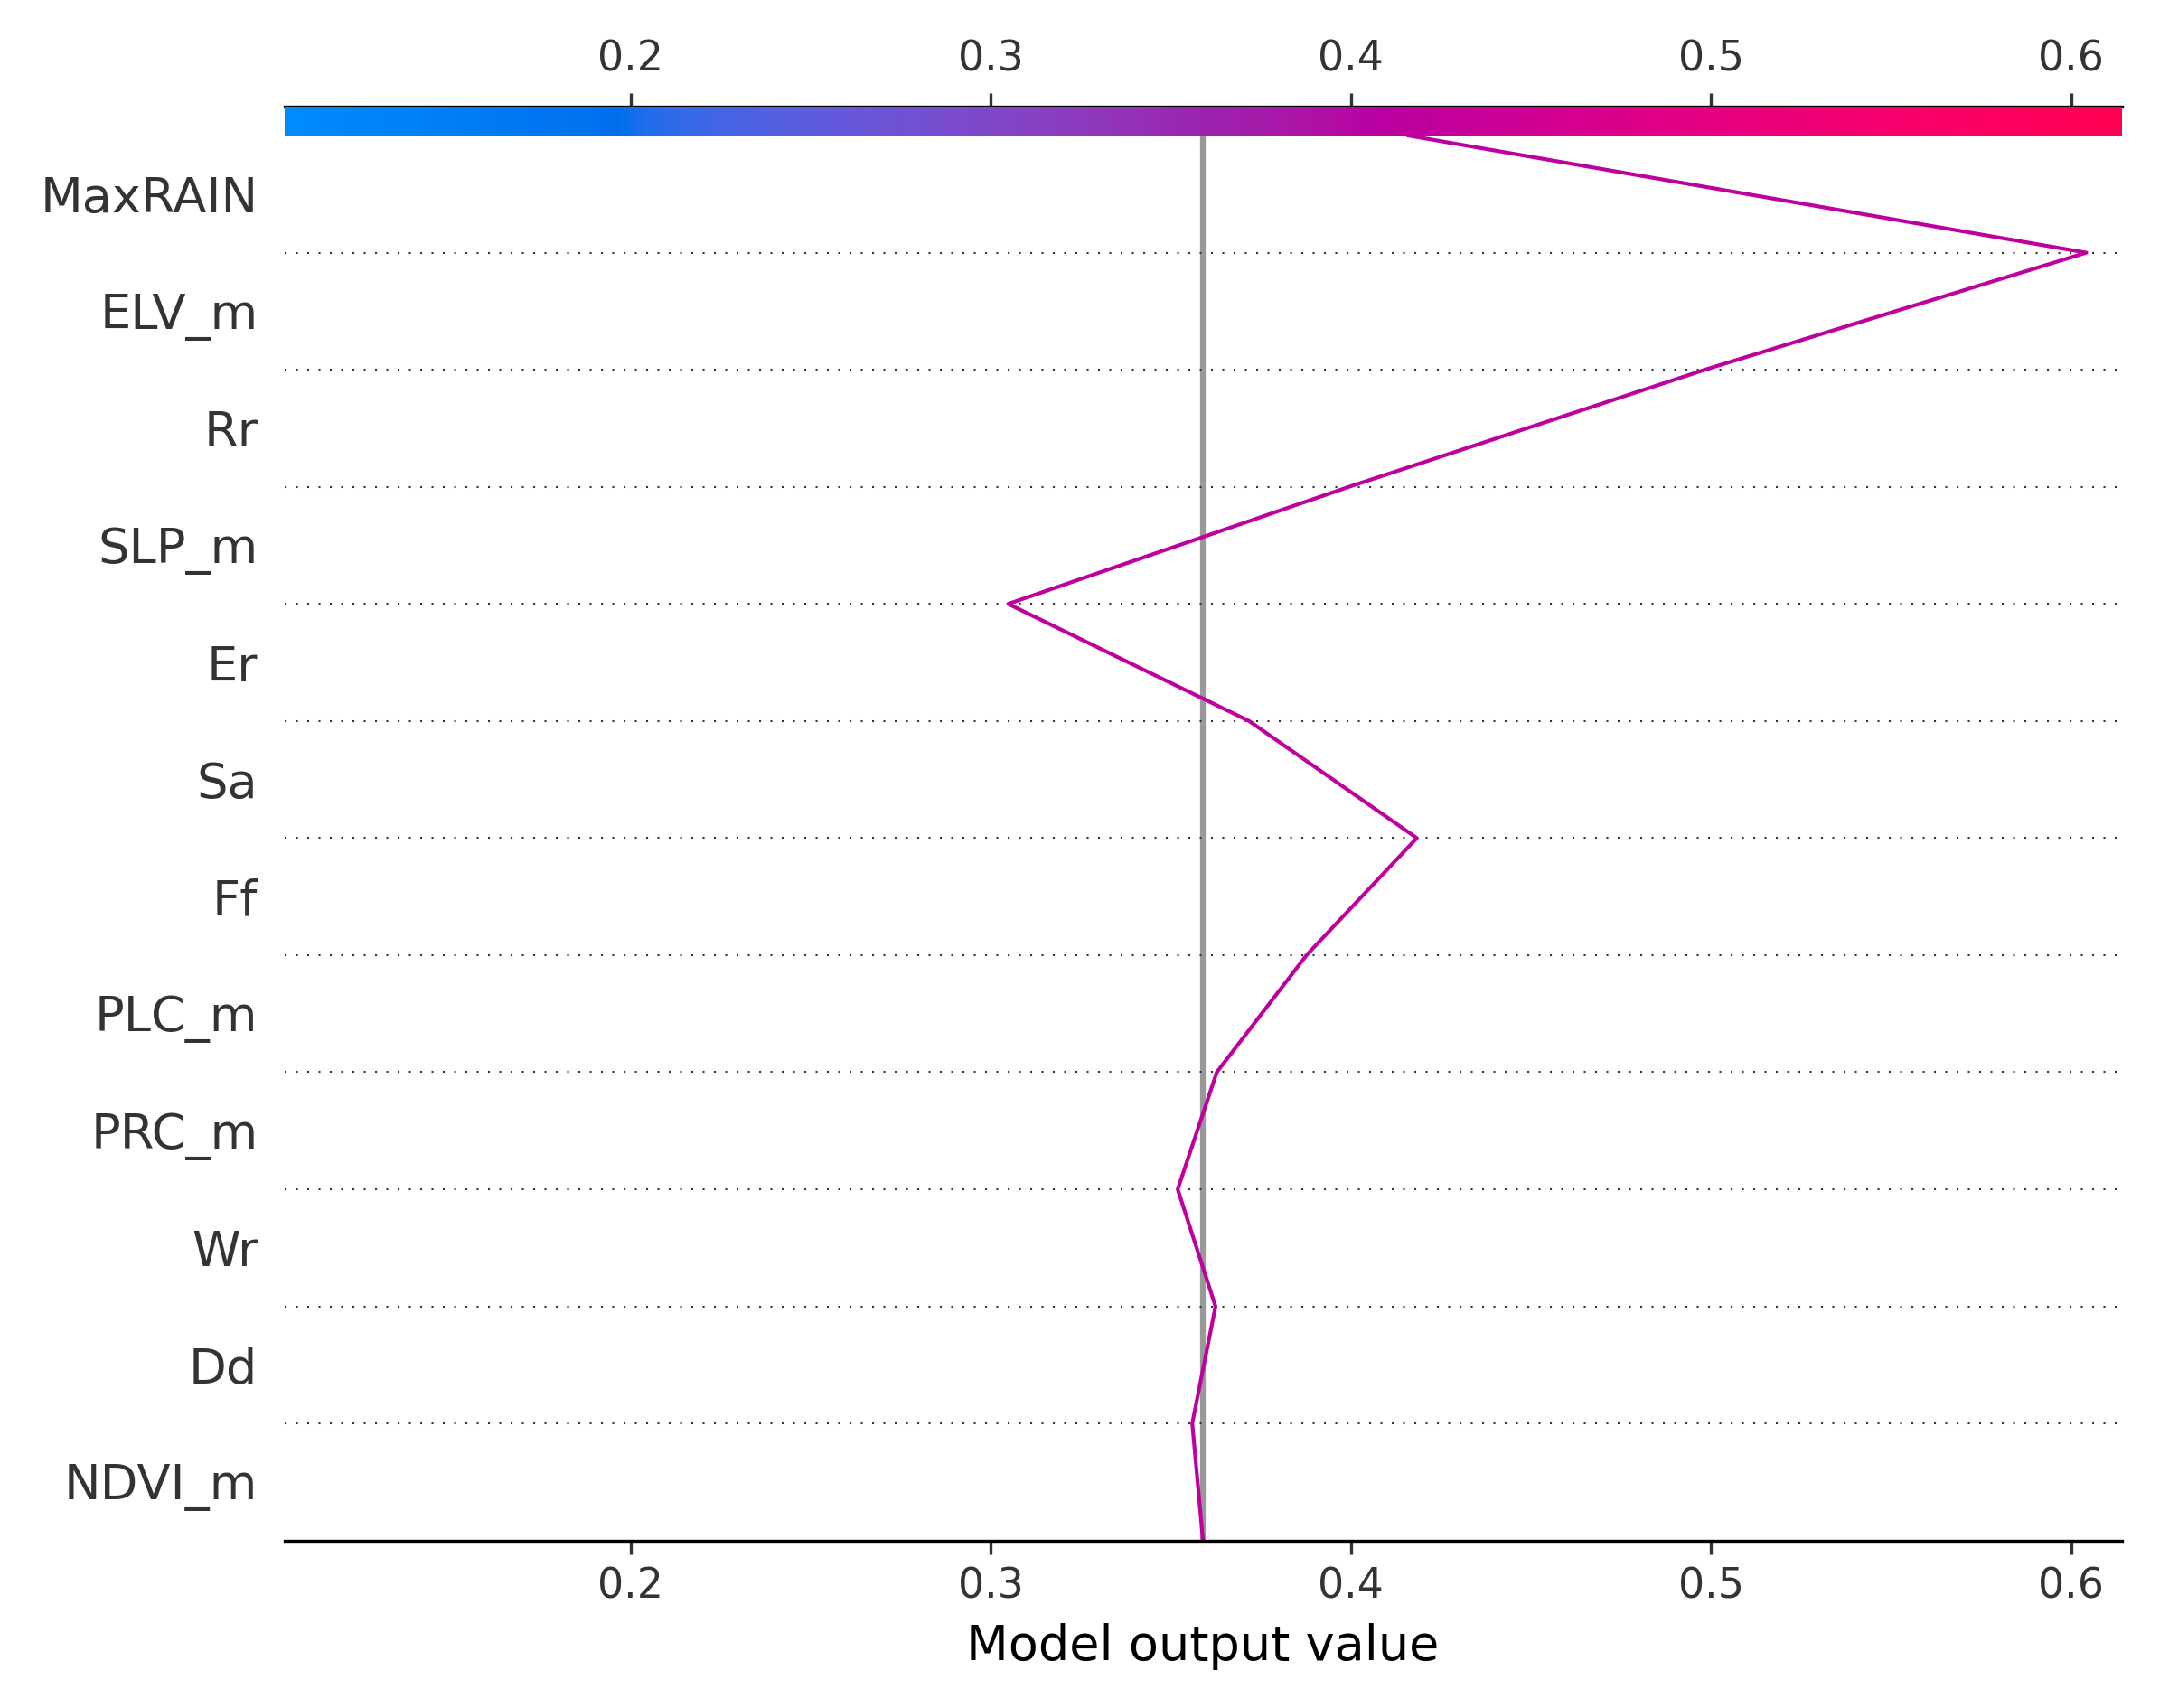 0.2 0.3 0.4 0.5 0.6
MaxRAIN
ELV_m
Rr
SLP_m
Er
Sa
Ff
PLC_m
PRC_m
Wr
Dd
NDVI_m
0.2 0.3 0.4 0.5 0.6
Model output value